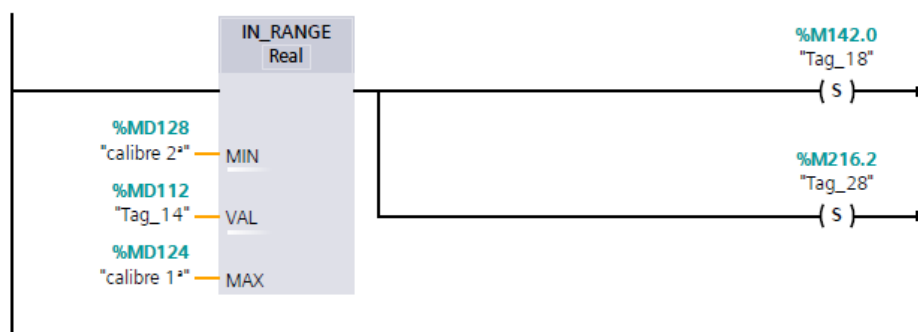 IN_RANGE
Real
%M142.0
"Tag_18"
( S )
%MD128
"calibre 2ª"
MIN
%M216.2
"Tag_28"
( S )
%MD112
"Tag_14"
VAL
%MD124
"calibre 1ª"
MAX